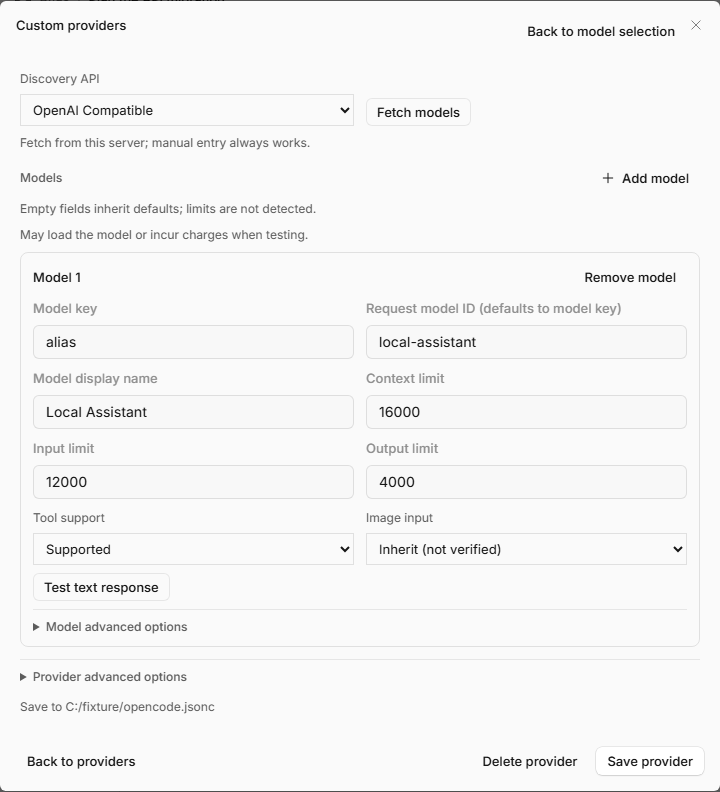 Custom providers
Back to model selection
Discovery API
OpenAI Compatible
Fetch models
Fetch from this server; manual entry always works.
Models
Add model
Empty fields inherit defaults; limits are not detected.
May load the model or incur charges when testing.
Model 1
Remove model
Model key
Request model ID (defaults to model key)
alias
local-assistant
Model display name
Context limit
Local Assistant
16000
Input limit
Output limit
12000
4000
Tool support
Image input
Supported
Inherit (not verified)
Test text response
Model advanced options
Provider advanced options
Save to C:/fixture/opencode.jsonc
Back to providers
Delete provider
Save provider